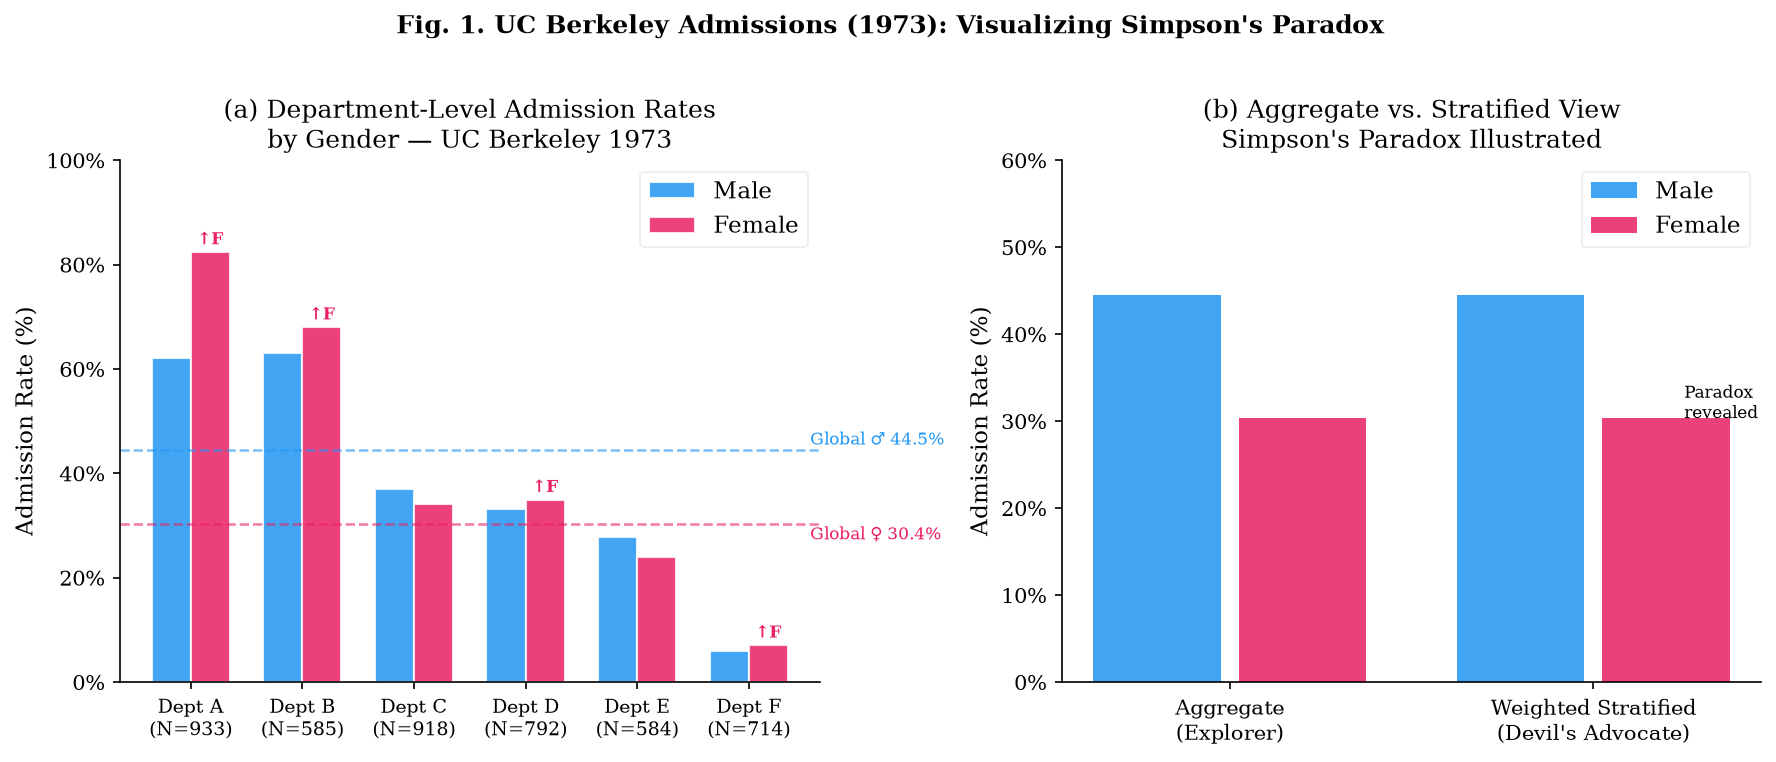 Fig. 1. UC Berkeley Admissions (1973): Visualizing Simpson's Paradox
(a) Department-Level Admission Rates
by Gender — UC Berkeley 1973
100%
80%
60%
40%
20%
0%
Admission Rate (%)
Male
Female
↑F
↑F
↑F
↑F
Global ♂ 44.5%
Global ♀ 30.4%
Dept A
(N=933)
Dept B
(N=585)
Dept C
(N=918)
Dept D
(N=792)
Dept E
(N=584)
Dept F
(N=714)
(b) Aggregate vs. Stratified View
Simpson's Paradox Illustrated
60%
50%
40%
30%
20%
10%
0%
Admission Rate (%)
Male
Female
Paradox
revealed
Aggregate
(Explorer)
Weighted Stratified
(Devil's Advocate)